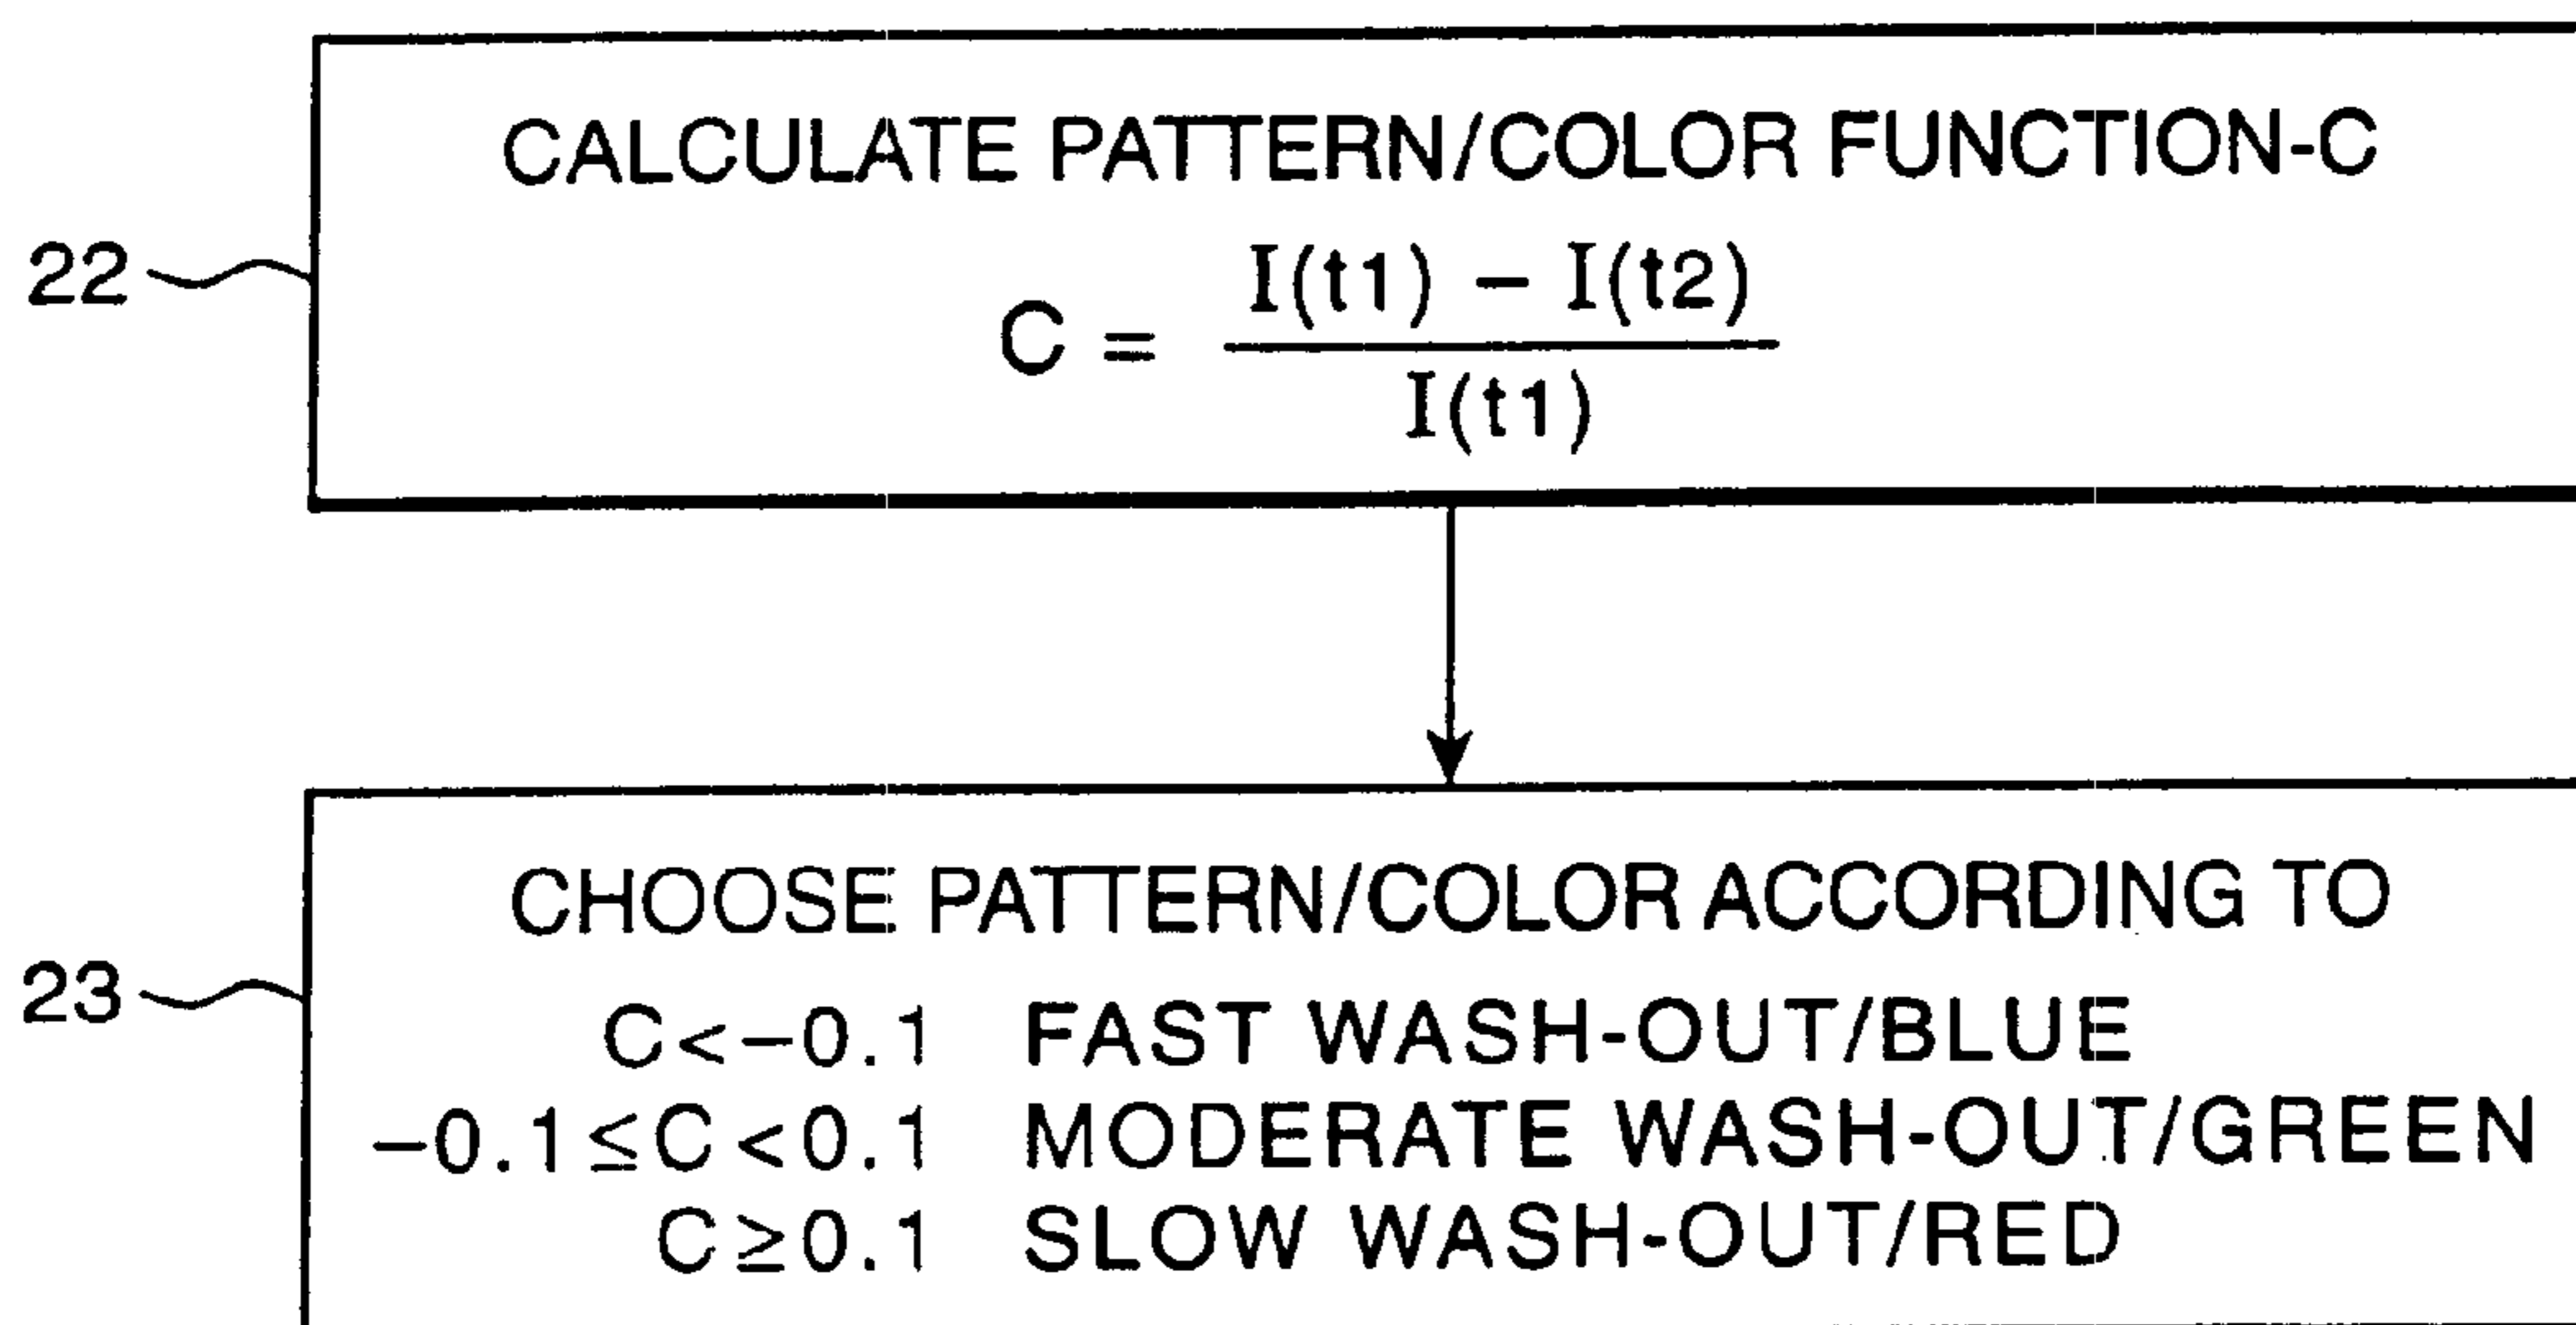 CALCULATE PATTERN/COLOR FUNCTION-C
22
C = I(t1) – I(t2) / I(t1)
CHOOSE PATTERN/COLOR ACCORDING TO
23
C<–0.1 FAST WASH-OUT/BLUE
–0.1≤C<0.1 MODERATE WASH-OUT/GREEN
C≥0.1 SLOW WASH-OUT/RED